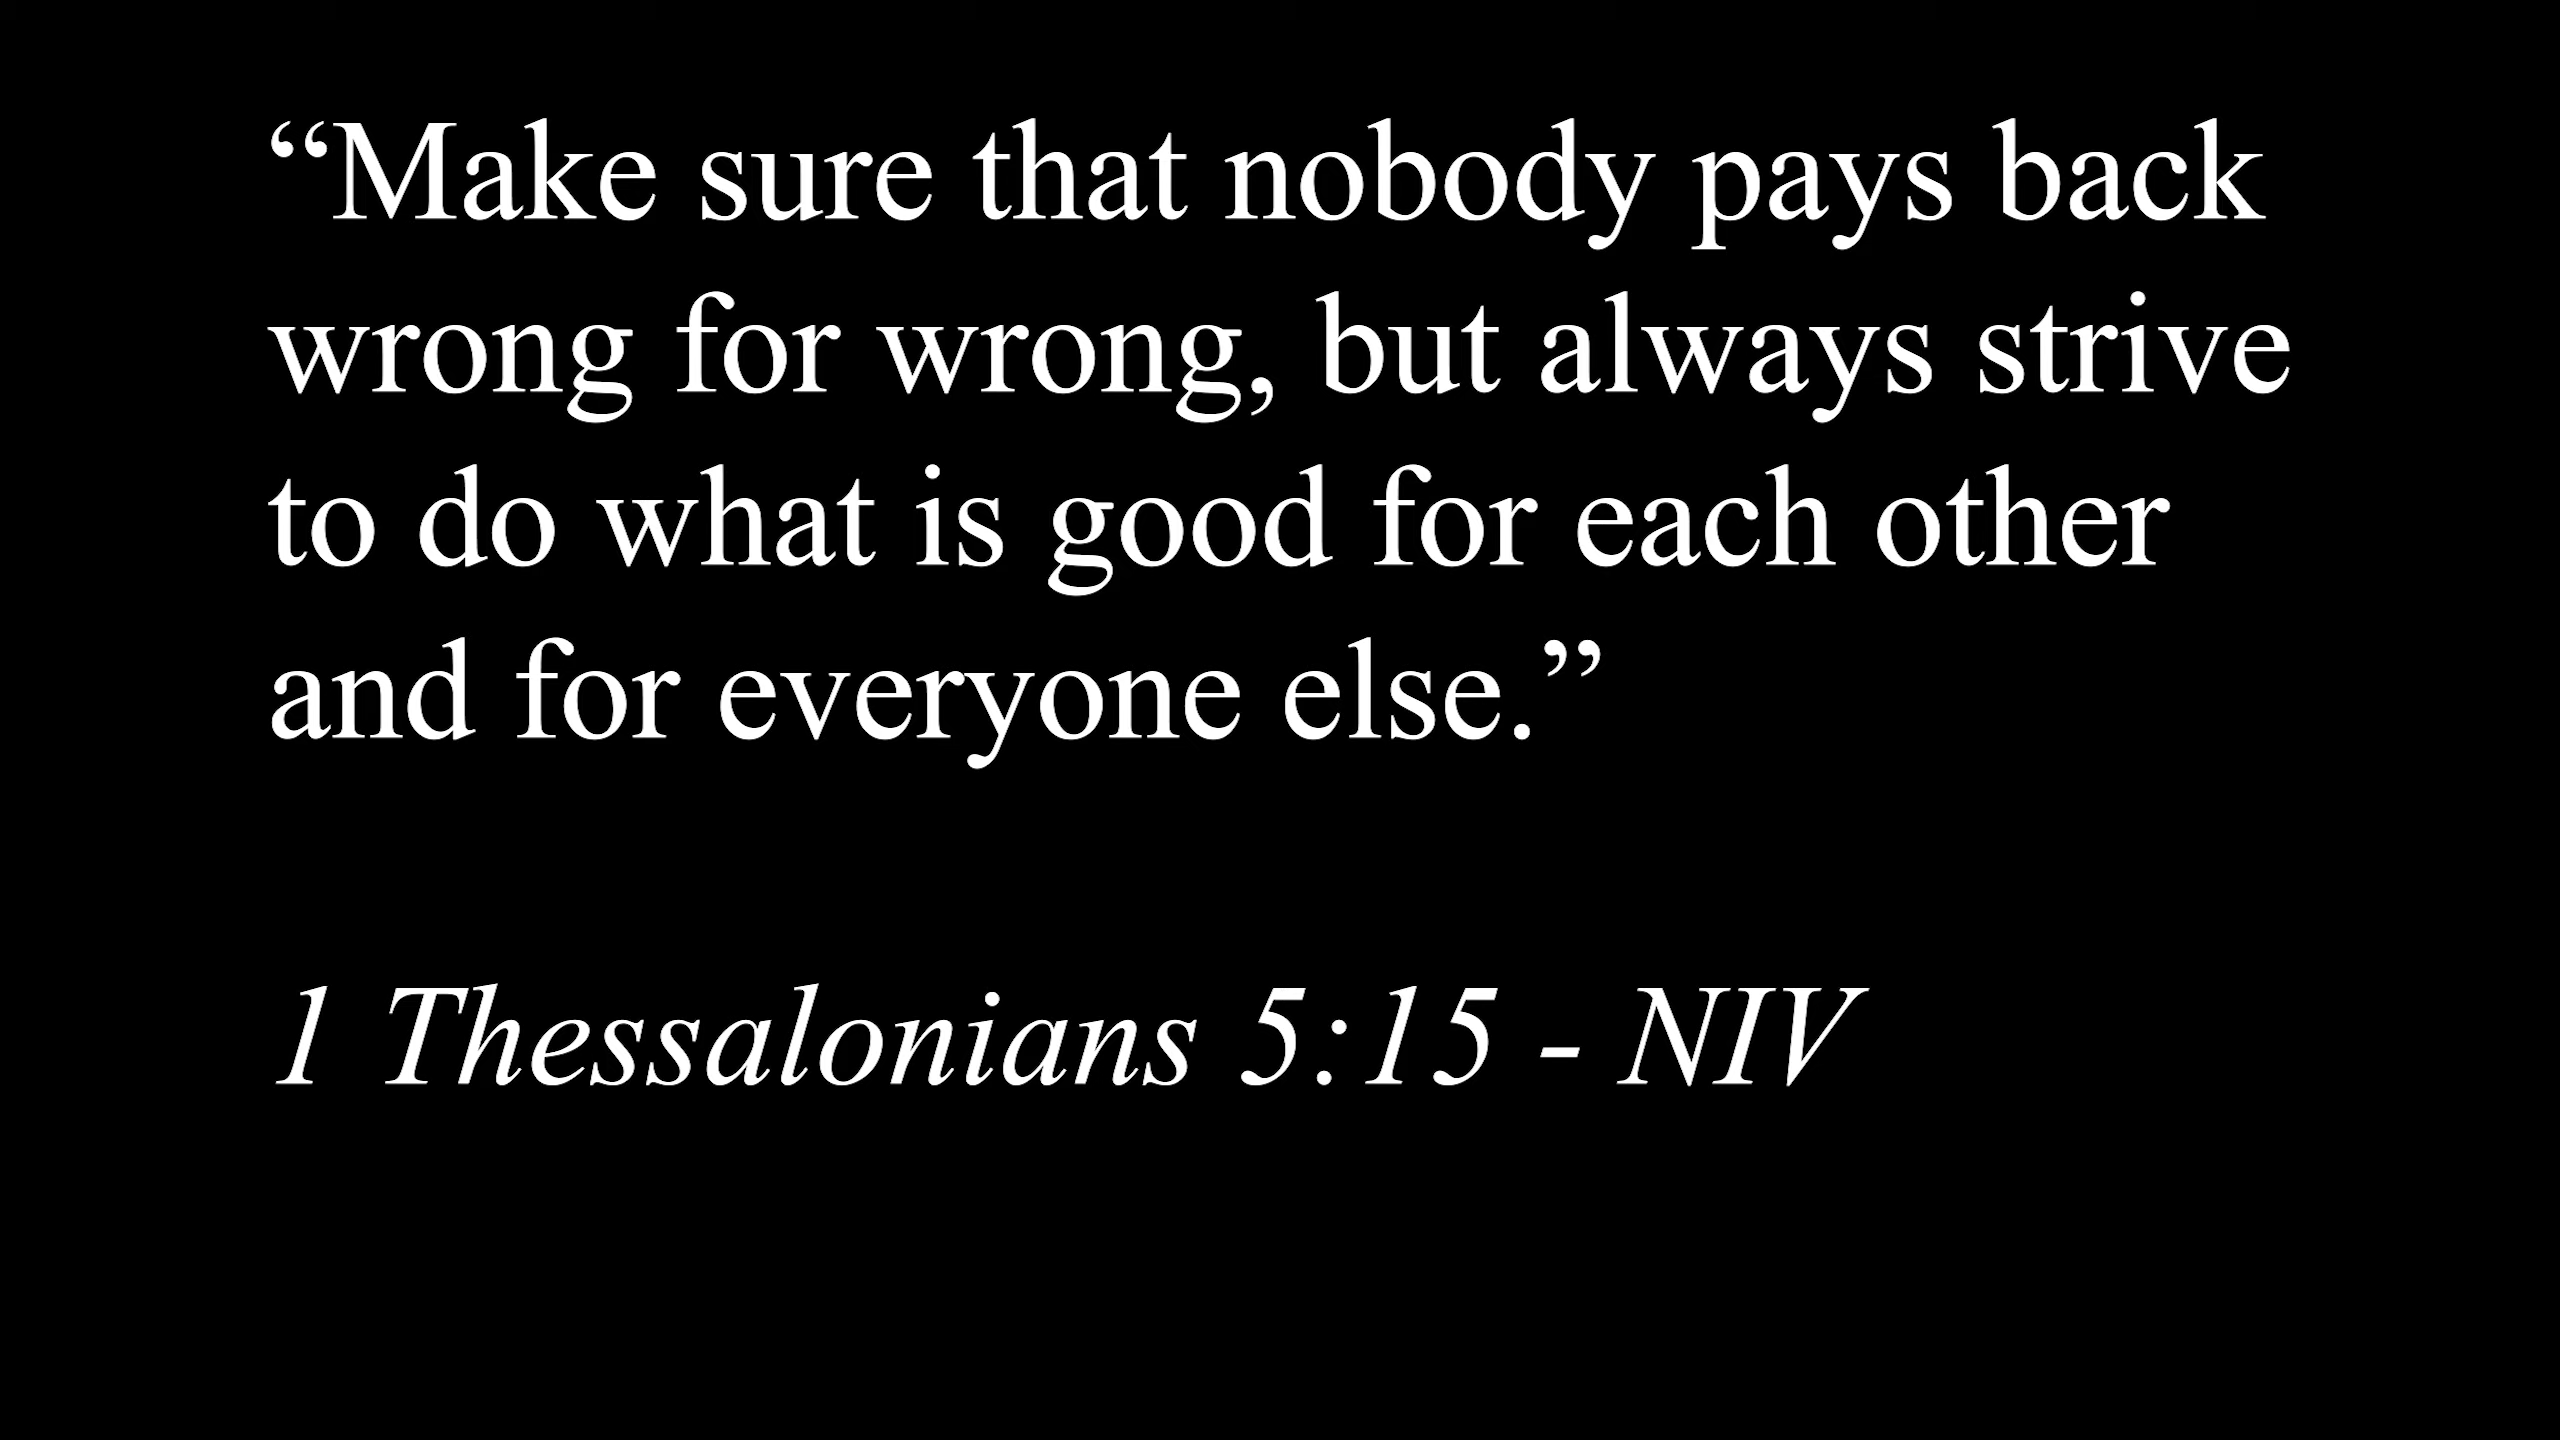 “Make sure that nobody pays back
wrong for wrong, but always strive
to do what is good for each other
and for everyone else.”
1 Thessalonians 5:15 - NIV